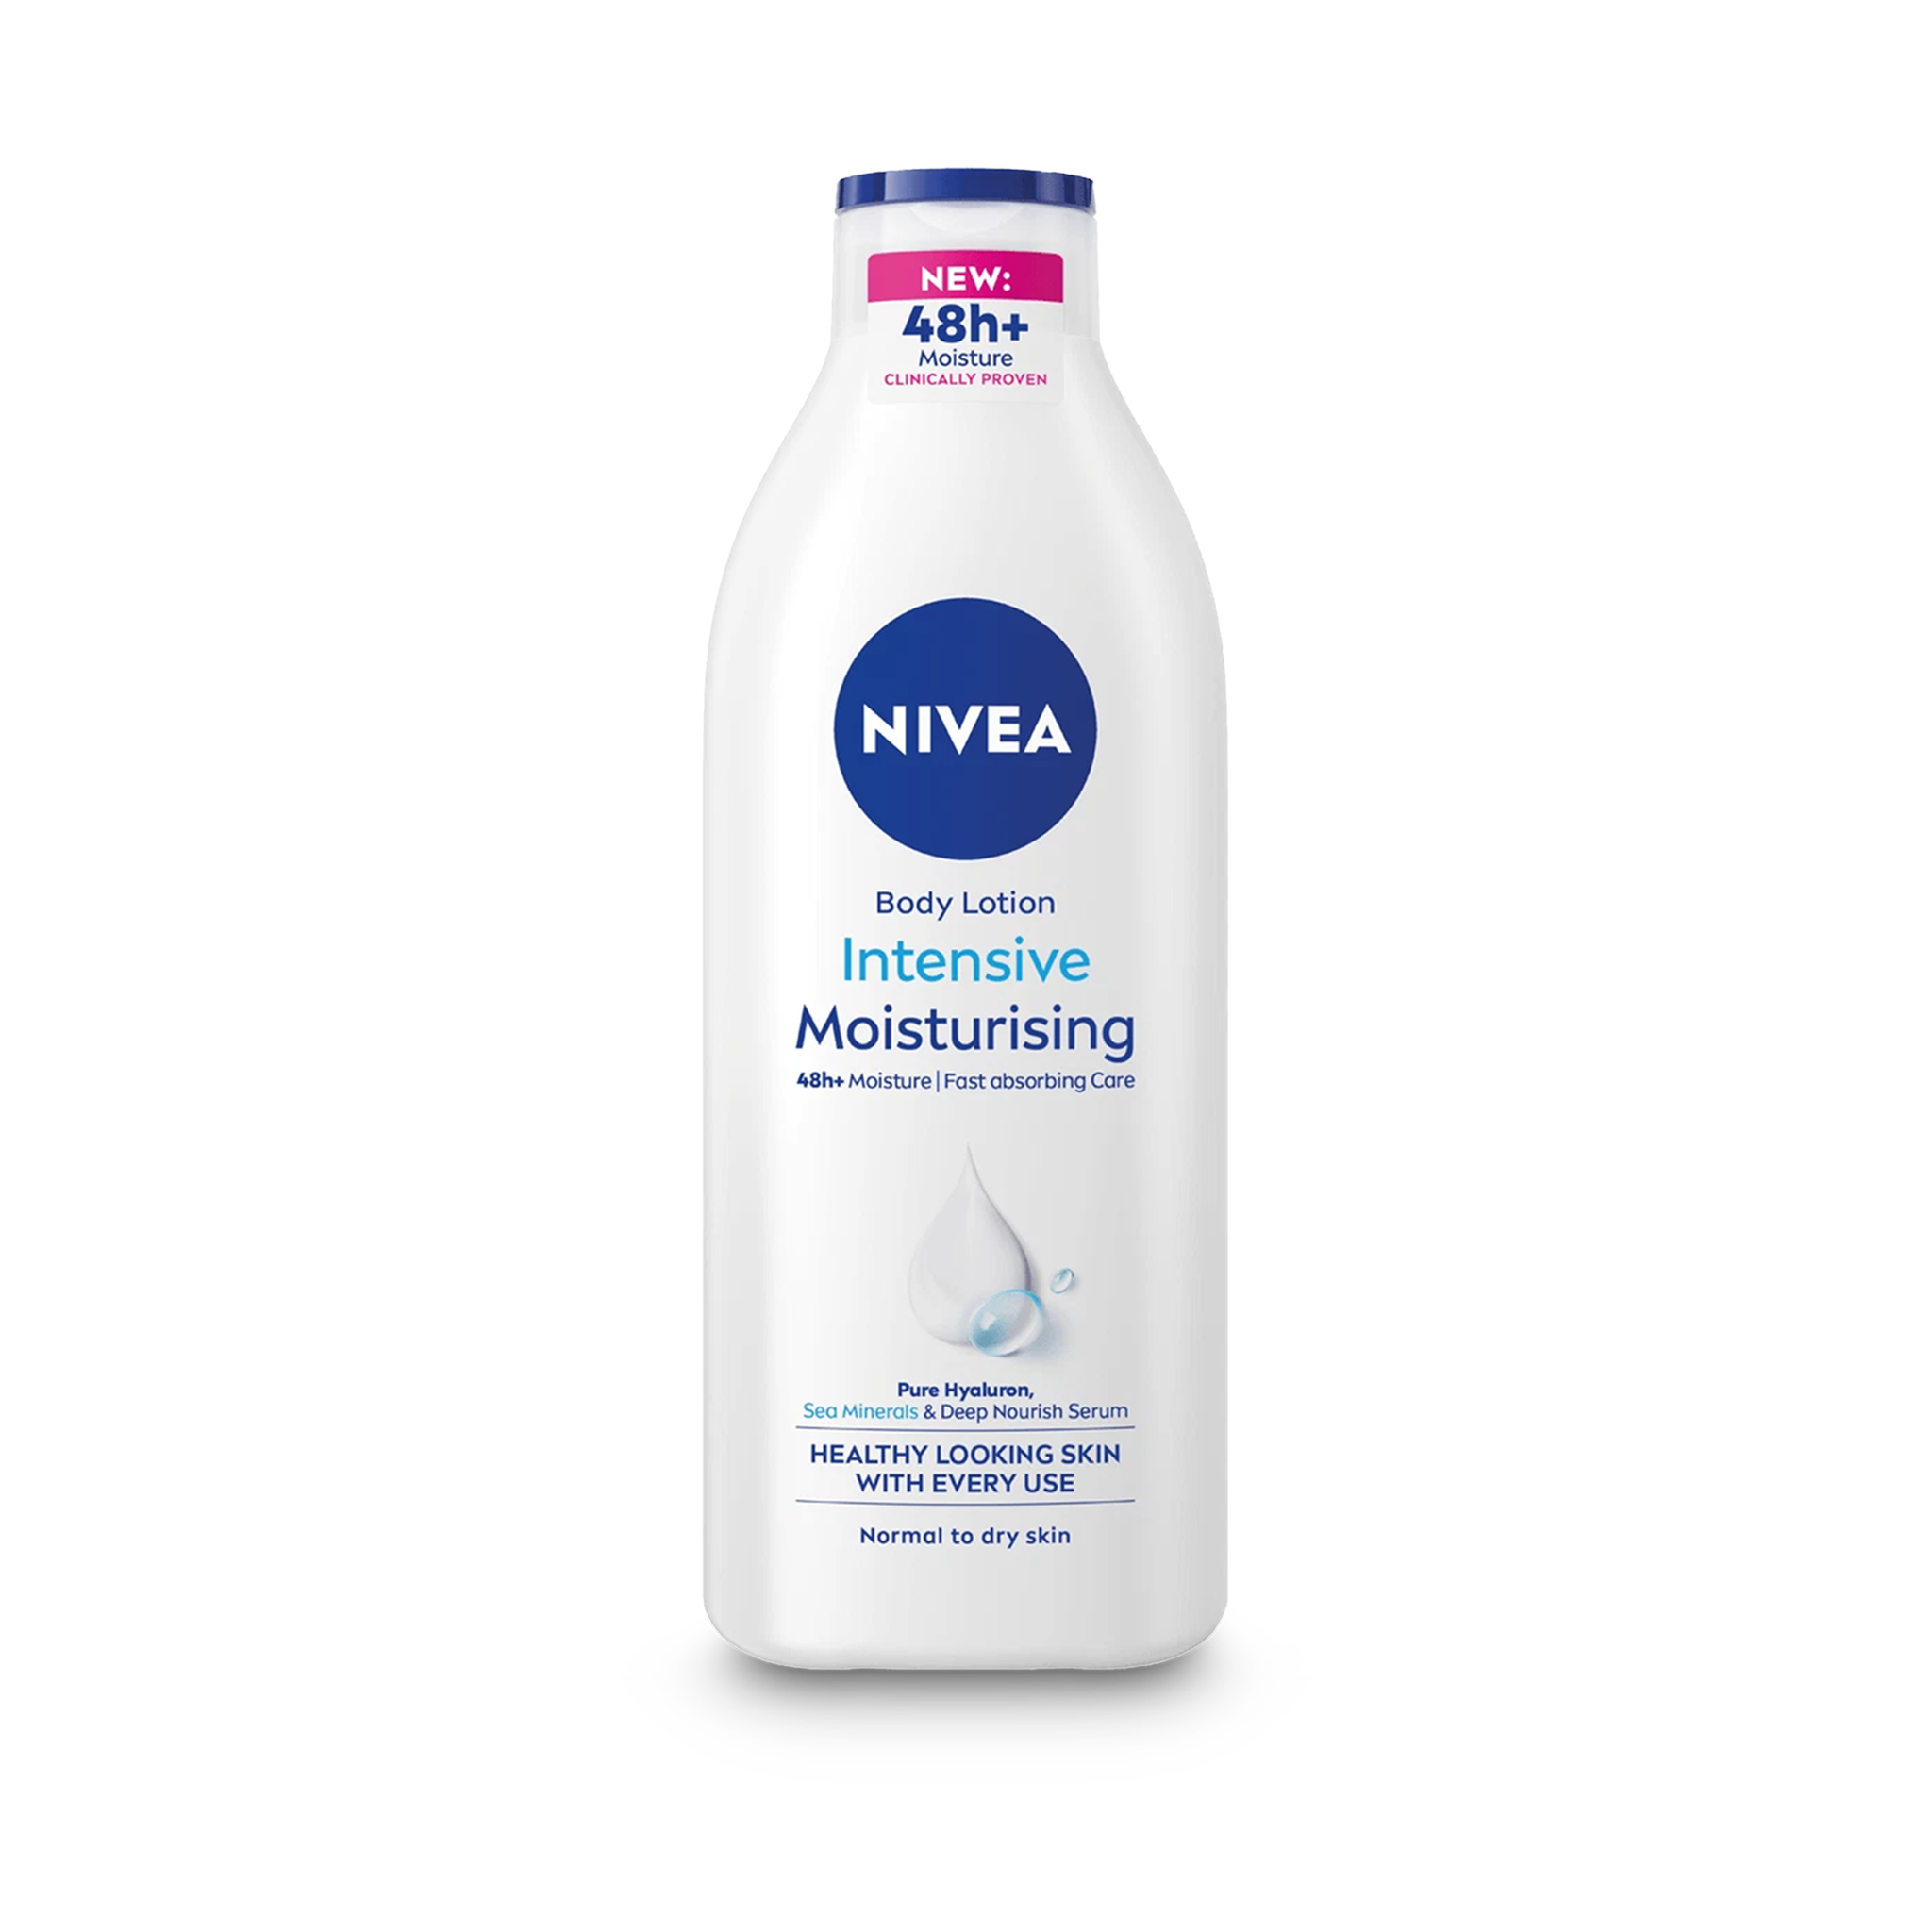 NEW:
48h+
Moisture
CLINICALLY PROVEN
NIVEA
Body Lotion
Intensive
Moisturising
48h+ Moisture | Fast absorbing Care
Pure Hyaluron,
Sea Minerals & Deep Nourish Serum
HEALTHY LOOKING SKIN
WITH EVERY USE
Normal to dry skin